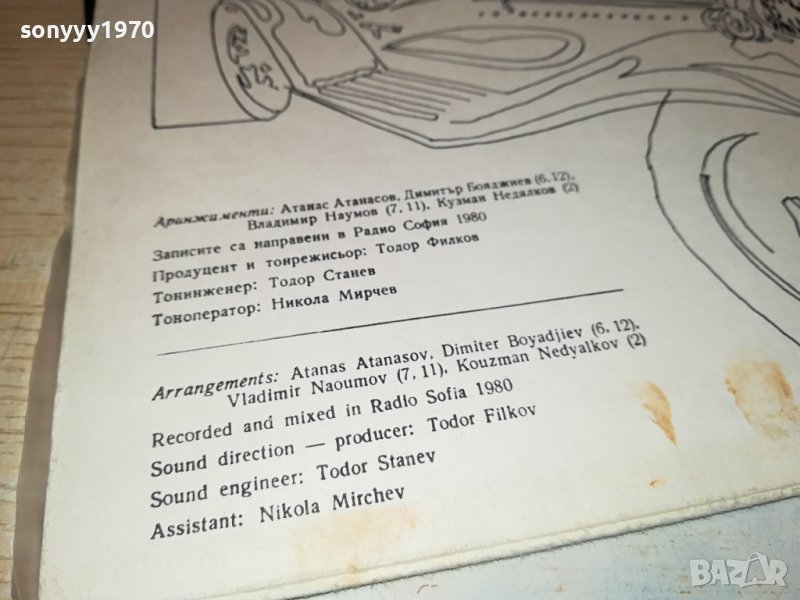 sonyyy1970
Аранжименти: Атанас Атанасов, Димитър Бояджиев (6, 12),
Владимир Наумов (7, 11), Кузман Недялков (2)
Записите са направени в Радио София 1980
Продуцент и тонрежисьор: Тодор Филков
Тонинженер: Тодор Станев
Тоноператор: Никола Мирчев
Arrangements: Atanas Atanasov, Dimiter Boyadjiev (6, 12),
Vladimir Naoumov (7, 11), Kouzman Nedyalkov (2)
Recorded and mixed in Radio Sofia 1980
Sound direction — producer: Todor Filkov
Sound engineer: Todor Stanev
Assistant: Nikola Mirchev
BAZAR